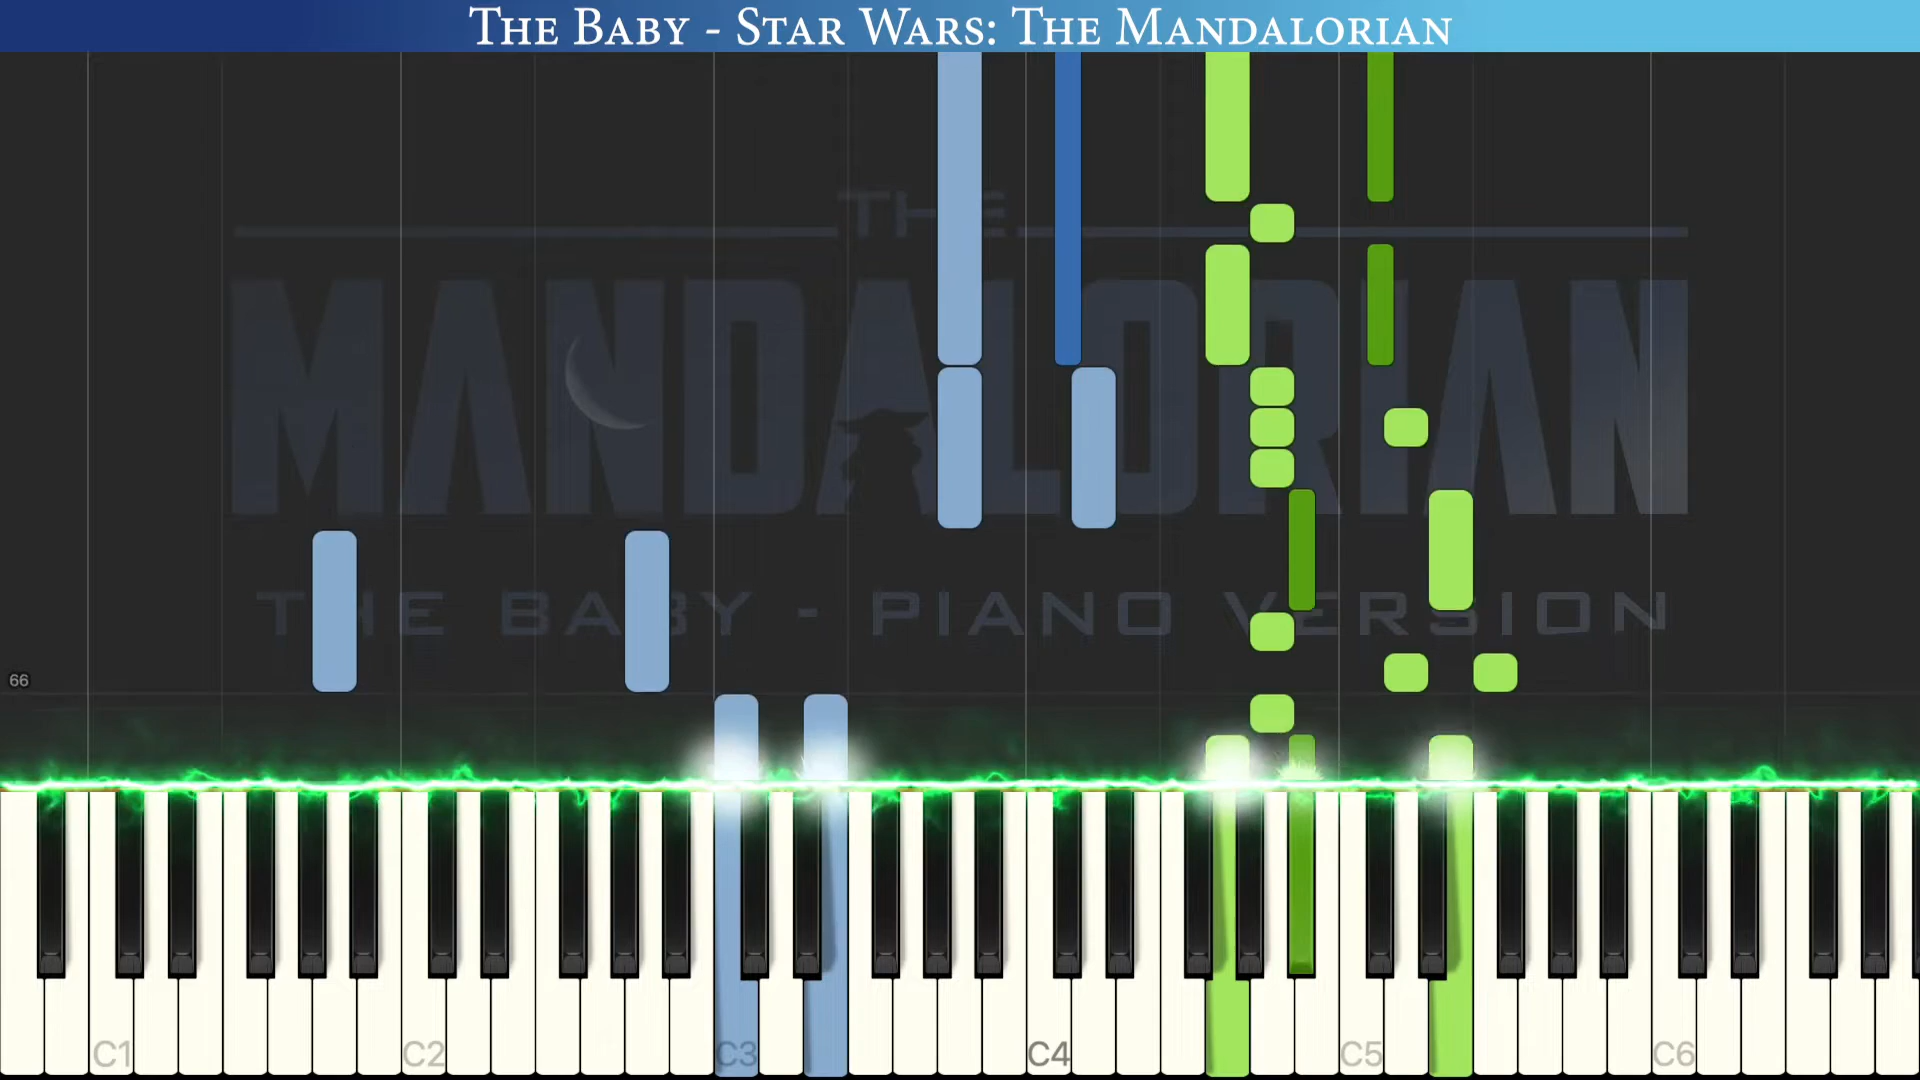 The Baby - Star Wars: The Mandalorian
THE
MANDALORIAN
THE BABY - PIANO VERSION
66
C1 C2 C3 C4 C5 C6